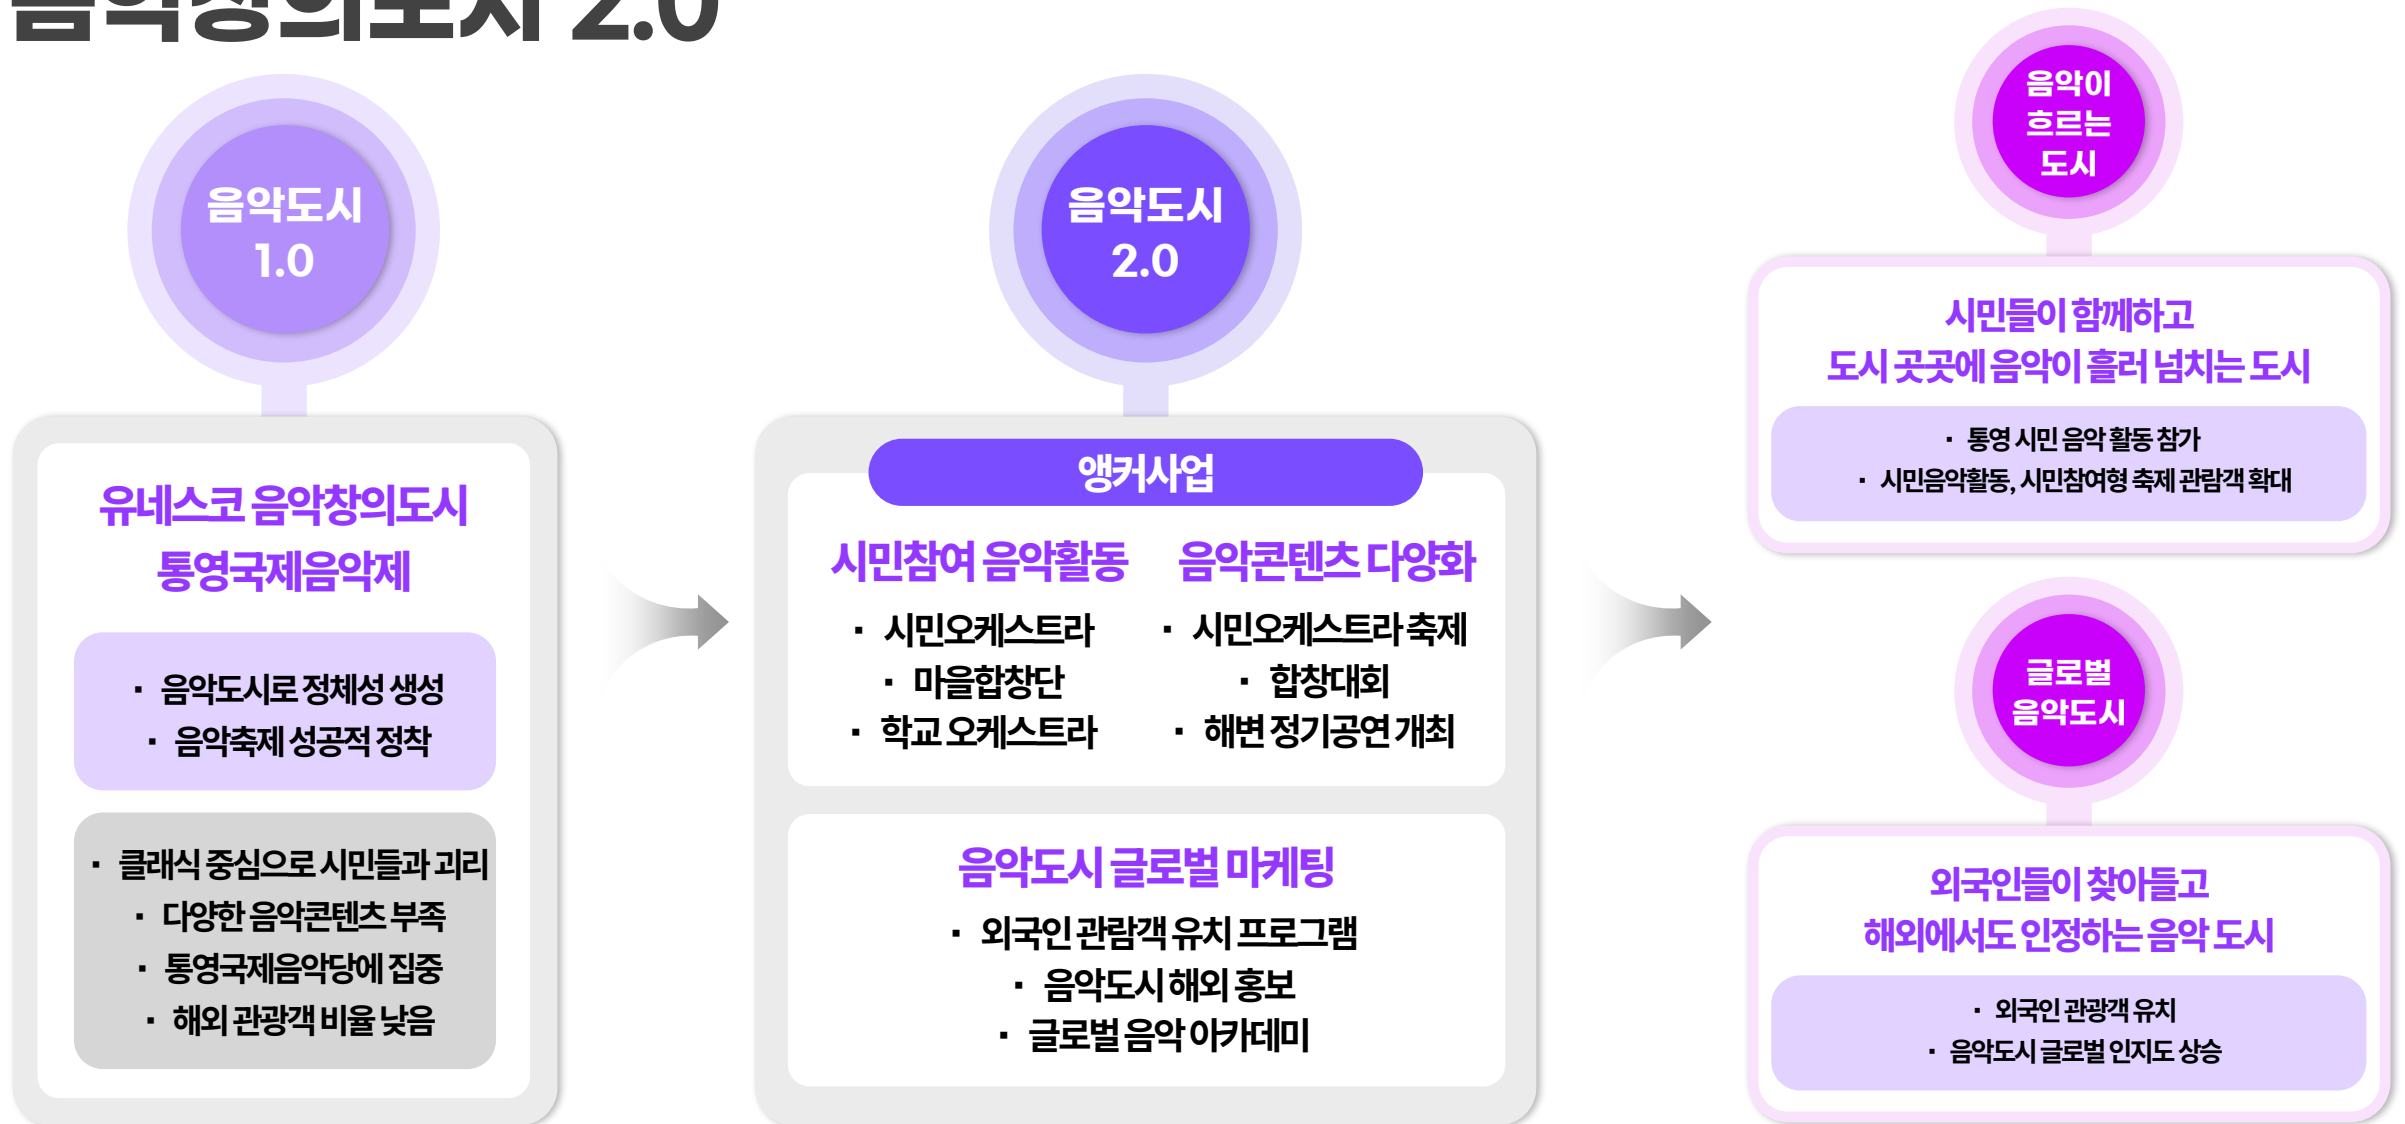 음악창의도시 2.0
음악도시
1.0
유네스코 음악창의도시
통영국제음악제
· 음악도시로 정체성 생성
· 음악축제 성공적 정착
· 클래식 중심으로 시민들과 괴리
· 다양한 음악콘텐츠 부족
· 통영국제음악당에 집중
· 해외 관광객 비율 낮음
음악도시
2.0
앵커사업
시민참여 음악활동
· 시민오케스트라
· 마을합창단
· 학교 오케스트라
음악콘텐츠 다양화
· 시민오케스트라 축제
· 합창대회
· 해변 정기공연 개최
음악도시 글로벌 마케팅
· 외국인 관람객 유치 프로그램
· 음악도시 해외 홍보
· 글로벌 음악 아카데미
음악이
흐르는
도시
시민들이 함께하고
도시 곳곳에 음악이 흘러 넘치는 도시
· 통영 시민 음악 활동 참가
· 시민음악활동, 시민참여형 축제 관람객 확대
글로벌
음악도시
외국인들이 찾아들고
해외에서도 인정하는 음악 도시
· 외국인 관광객 유치
· 음악도시 글로벌 인지도 상승